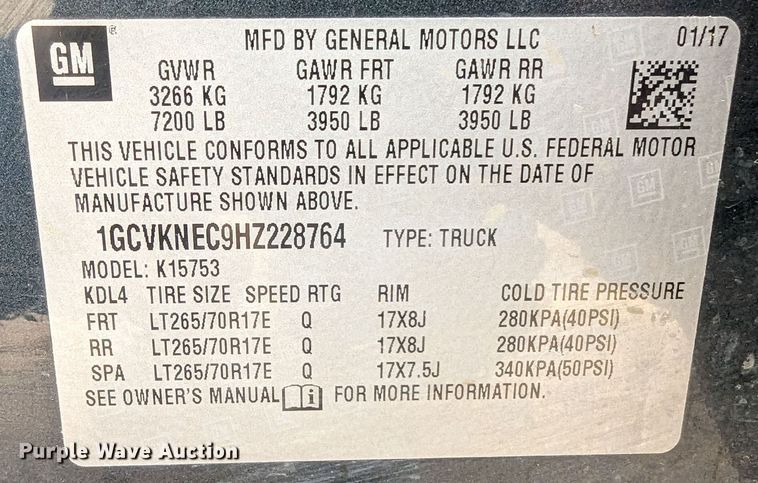 GM
MFD BY GENERAL MOTORS LLC 01/17
GVWR GAWR FRT GAWR RR
3266 KG 1792 KG 1792 KG
7200 LB 3950 LB 3950 LB
THIS VEHICLE CONFORMS TO ALL APPLICABLE U.S. FEDERAL MOTOR
VEHICLE SAFETY STANDARDS IN EFFECT ON THE DATE OF
MANUFACTURE SHOWN ABOVE.
1GCVKNEC9HZ228764 TYPE: TRUCK
MODEL: K15753
KDL4 TIRE SIZE SPEED RTG RIM COLD TIRE PRESSURE
FRT LT265/70R17E Q 17X8J 280KPA(40PSI)
RR LT265/70R17E Q 17X8J 280KPA(40PSI)
SPA LT265/70R17E Q 17X7.5J 340KPA(50PSI)
SEE OWNER'S MANUAL i FOR MORE INFORMATION.
Purple Wave Auction